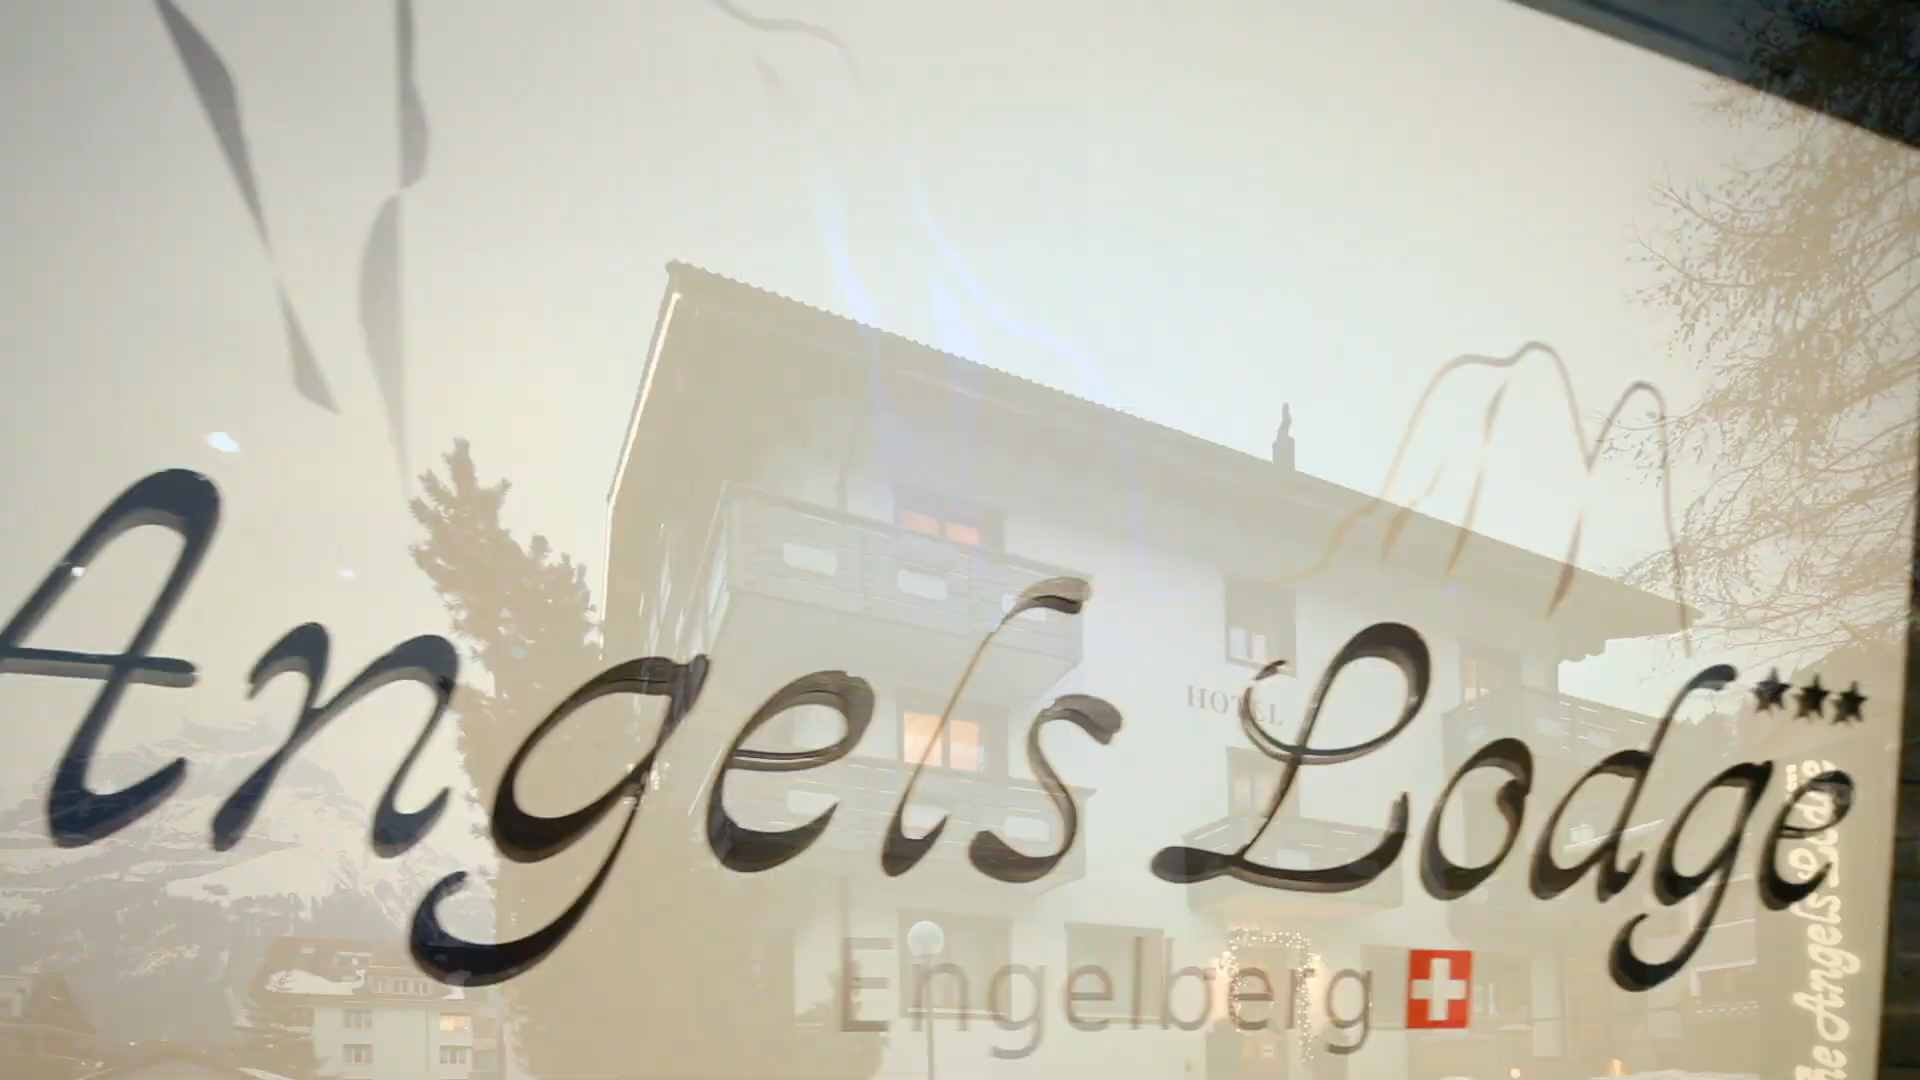 Angels Lodge ★★★
Engelberg
HOTEL
The Angels Lodge